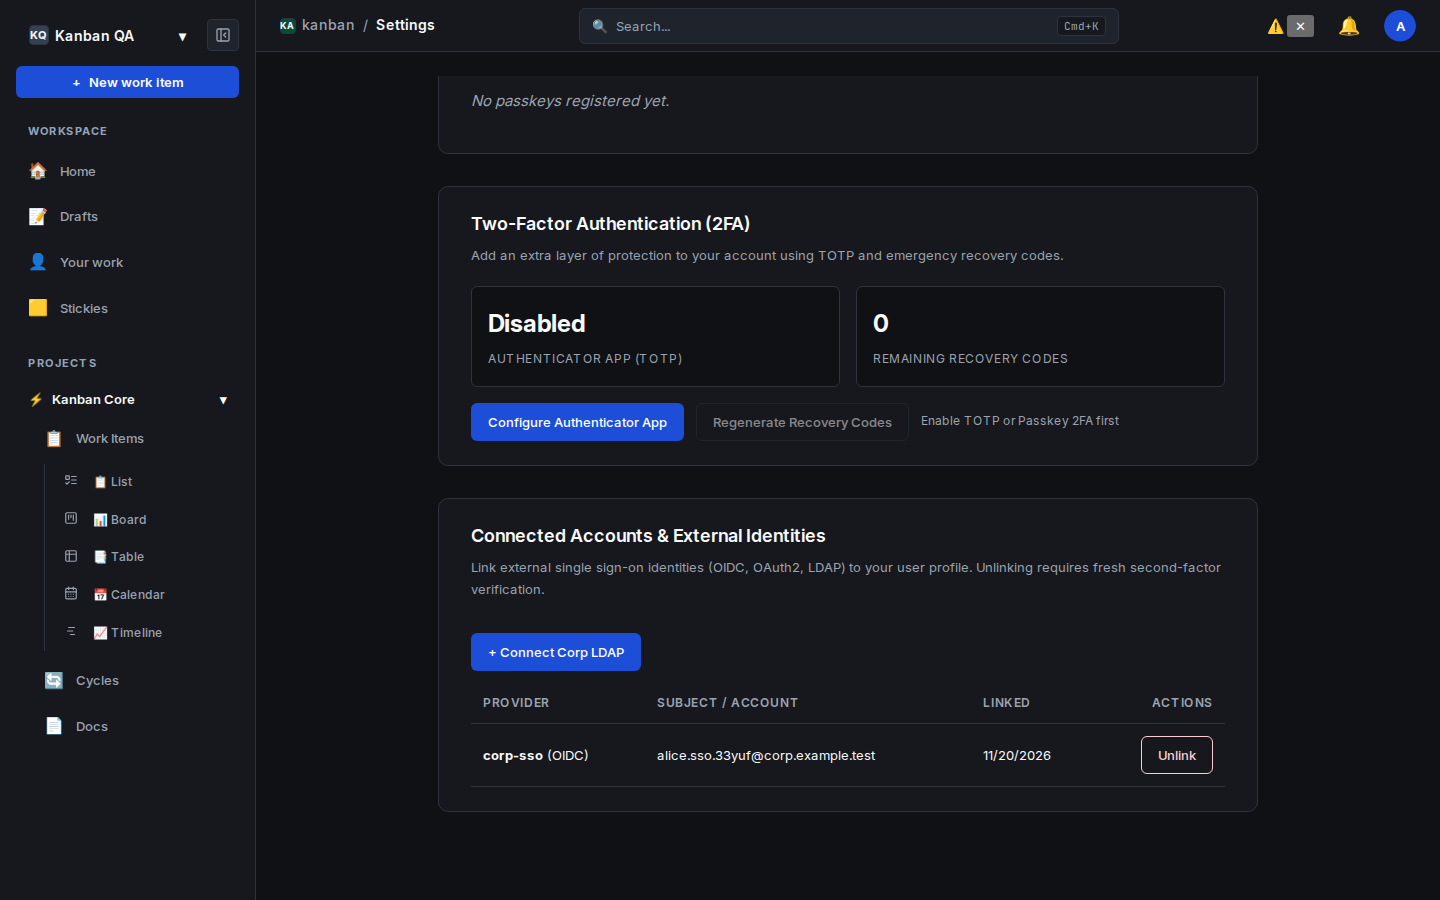 KQ Kanban QA ▼
+ New work item
WORKSPACE
Home
Drafts
Your work
Stickies
PROJECTS
Kanban Core ▼
Work Items
List
Board
Table
Calendar
Timeline
Cycles
Docs
KA kanban / Settings
Search...
Cmd+K
✕
A
No passkeys registered yet.
Two-Factor Authentication (2FA)
Add an extra layer of protection to your account using TOTP and emergency recovery codes.
Disabled
AUTHENTICATOR APP (TOTP)
0
REMAINING RECOVERY CODES
Configure Authenticator App
Regenerate Recovery Codes
Enable TOTP or Passkey 2FA first
Connected Accounts & External Identities
Link external single sign-on identities (OIDC, OAuth2, LDAP) to your user profile. Unlinking requires fresh second-factor
verification.
+ Connect Corp LDAP
PROVIDER SUBJECT / ACCOUNT LINKED ACTIONS
corp-sso (OIDC) alice.sso.33yuf@corp.example.test 11/20/2026 Unlink